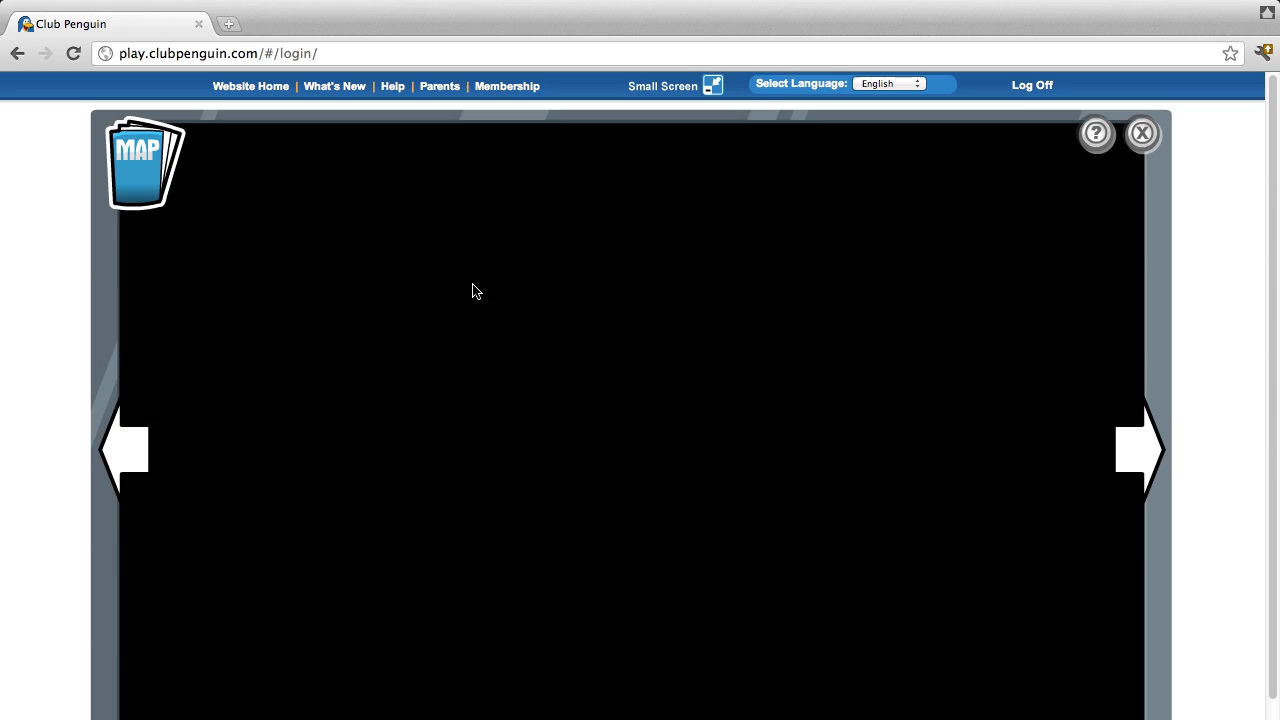 Club Penguin
play.clubpenguin.com/#/login/
Website Home | What's New | Help | Parents | Membership
Small Screen
Select Language: English
Log Off
MAP
?
X